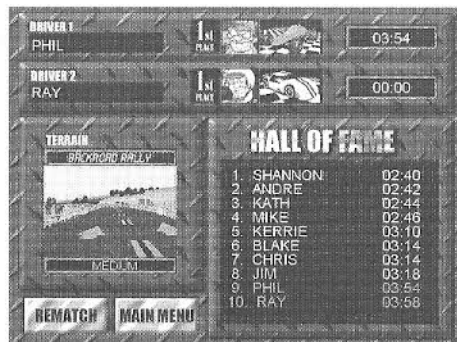 DRIVER 1
PHIL
1st PLACE
03:54
DRIVER 2
RAY
1st PLACE
00:00
TERRAIN
BACKROAD RALLY
MEDIUM
HALL OF FAME
1. SHANNON 02:40
2. ANDRE 02:42
3. KATH 02:44
4. MIKE 02:46
5. KERRIE 03:10
6. BLAKE 03:14
7. CHRIS 03:14
8. JIM 03:18
9. PHIL 03:54
10. RAY 03:58
REMATCH MAIN MENU